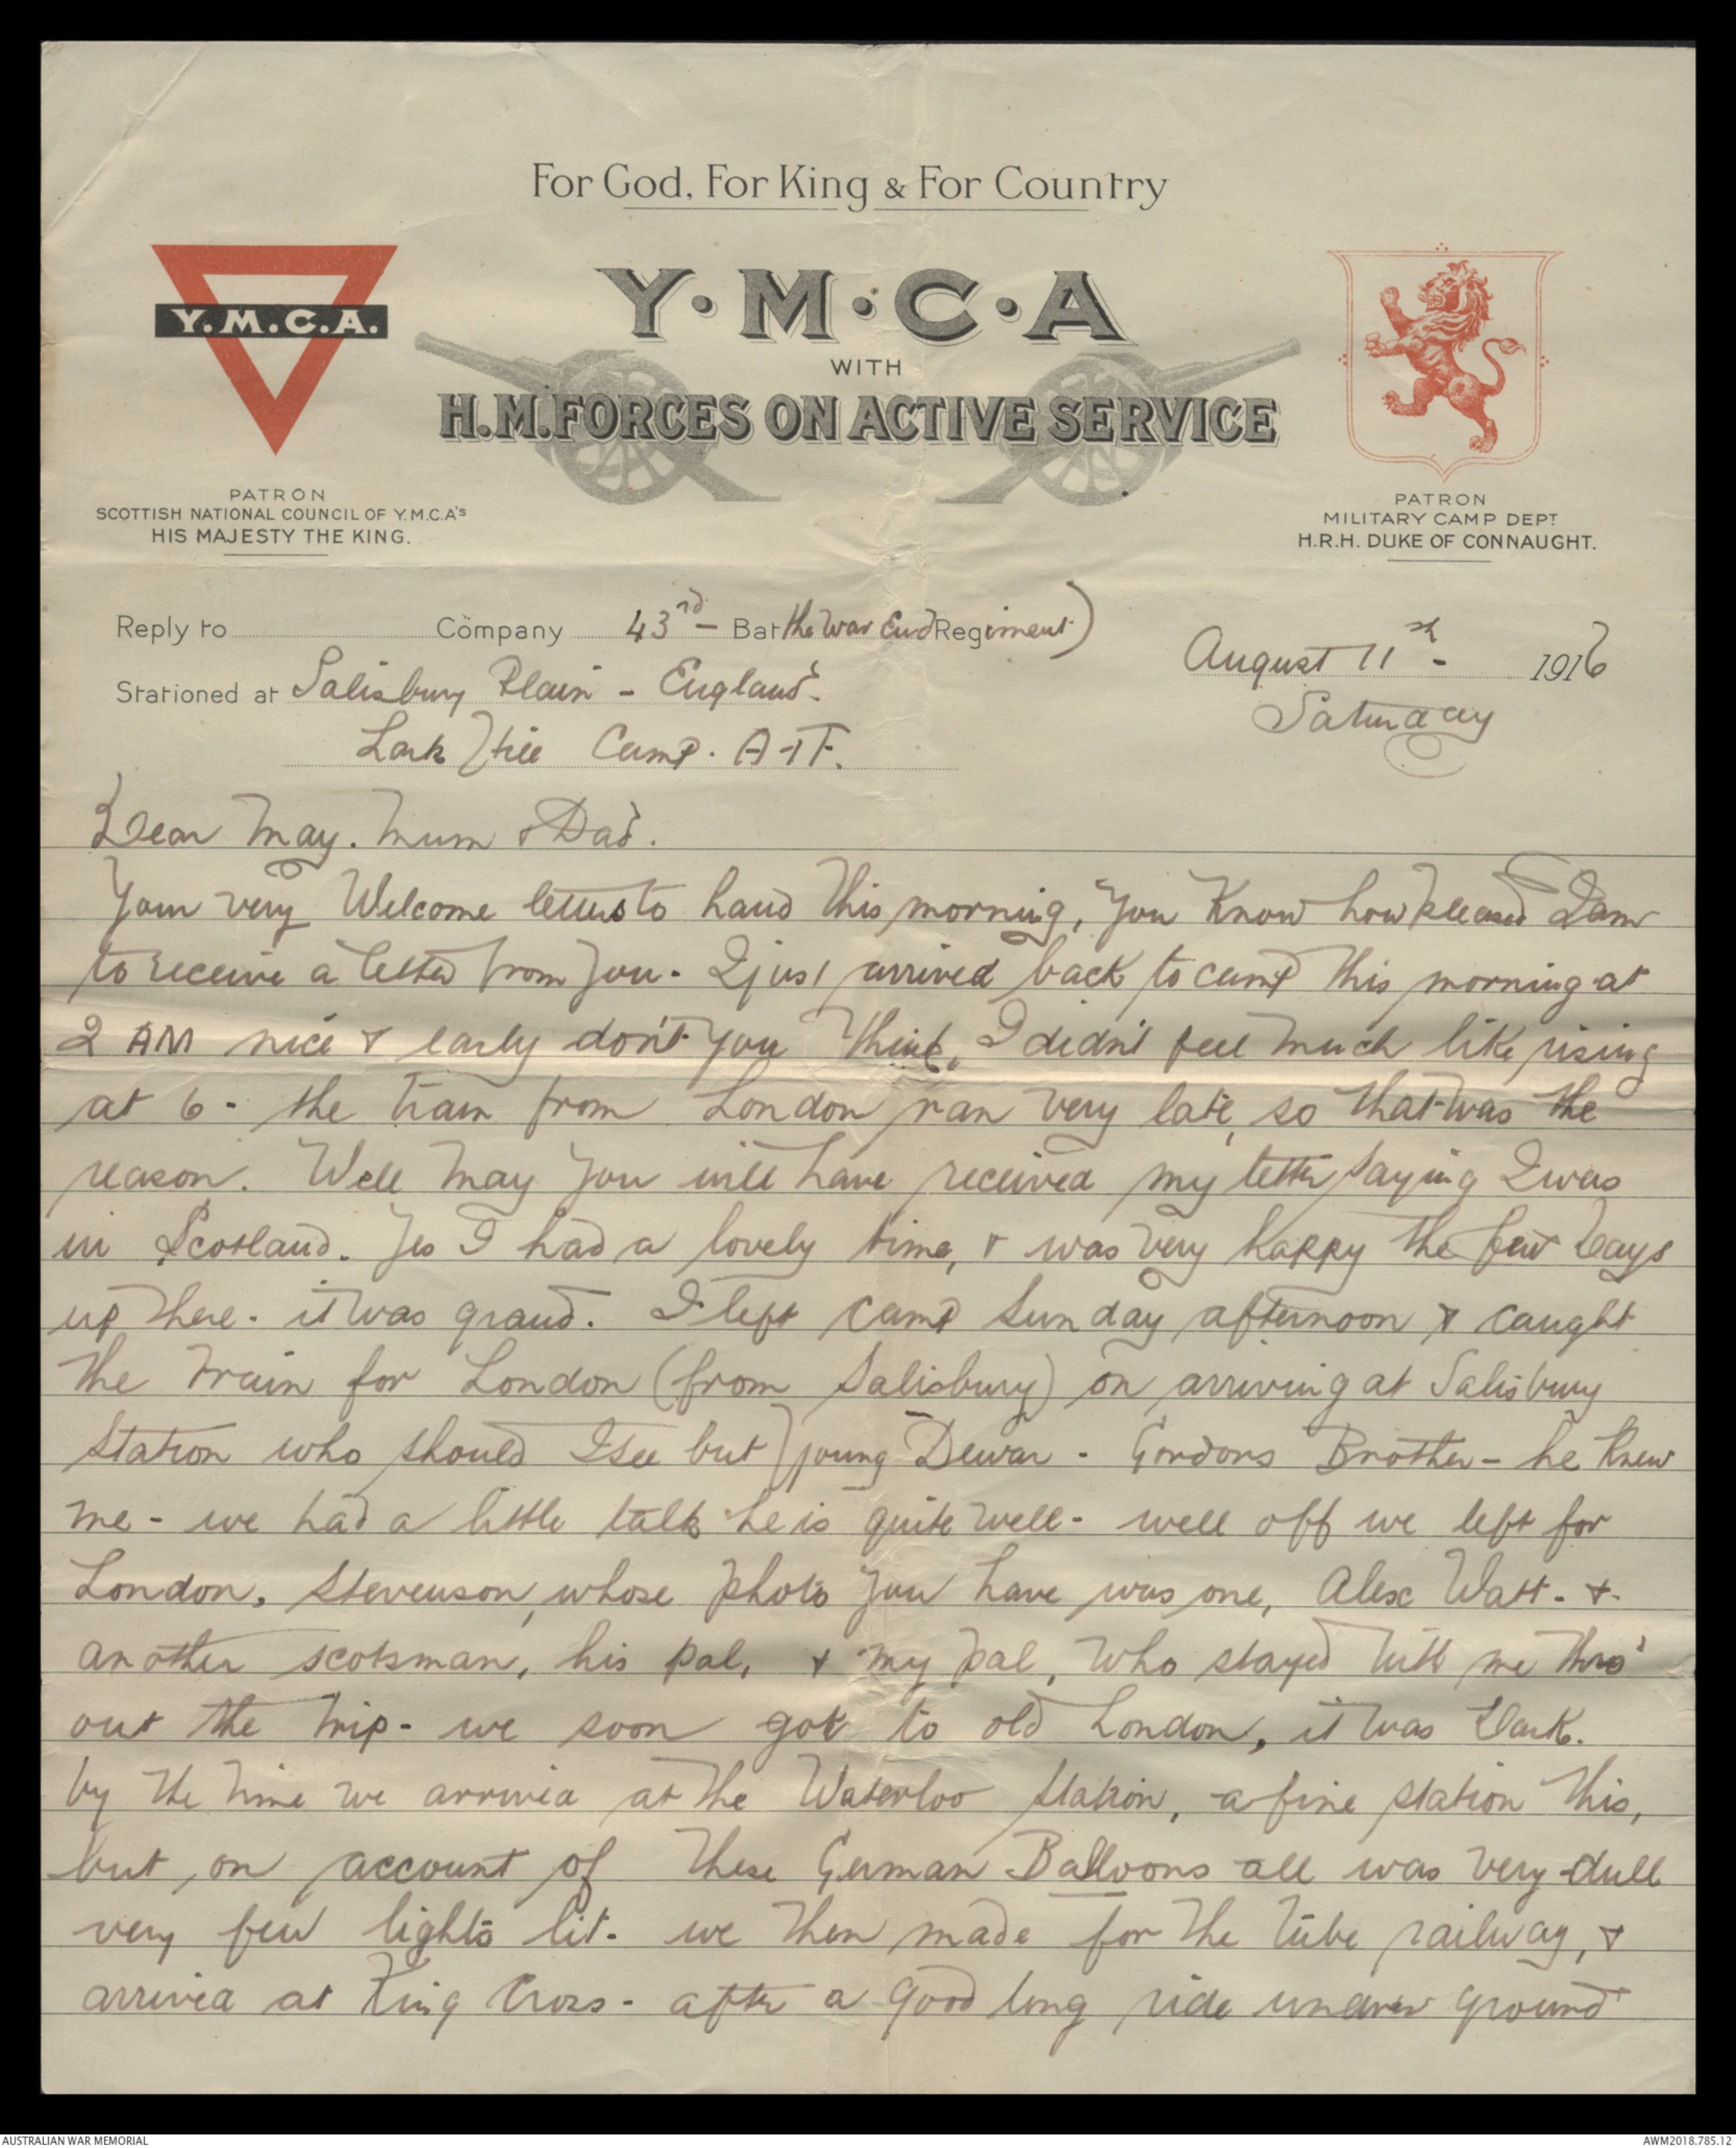 For God, For King & For Country
Y.M.C.A.
Y·M·C·A
WITH
H.M. FORCES ON ACTIVE SERVICE
PATRON
SCOTTISH NATIONAL COUNCIL OF Y.M.C.A's
HIS MAJESTY THE KING.
PATRON
MILITARY CAMP DEPT
H.R.H. DUKE OF CONNAUGHT.
Reply to Company 43rd - Bat the War End Regiment)
August 11th - 1916
Stationed at Salisbury Plain - England.
Saturday
Lark Hill Camp. A.I.F.
Dear May. Mum & Dad.
Your very Welcome letters to hand this morning, you know how pleased I am
to receive a letter from you. I just arrived back to camp this morning at
2 AM nice & early don't you think, I didn't feel much like rising
at 6 - the train from London ran very late, so that was the
reason. Well May you will have received my letter saying I was
in Scotland. Yes I had a lovely time, & was very happy the few Days
up there - it was grand. I left camp Sunday afternoon & caught
the train for London (from Salisbury) on arriving at Salisbury
Station who should I see but young Dewar - Gordons Brother - he knew
me - we had a little talk he is quite well - well off we left for
London, Stevenson, whose photo you have was one, Alex Watt - &
another scotsman, his pal, & my pal, who stayed with me thro'
out the trip - we soon got to old London, it was Dark.
by the time we arrived at the Waterloo Station, a fine station this,
but on account of these German Balloons all was very dull
very few lights lit. we then made for the tube railway, &
arrived at King Cross - after a good long ride under ground
AUSTRALIAN WAR MEMORIAL
AWM2018.785.12